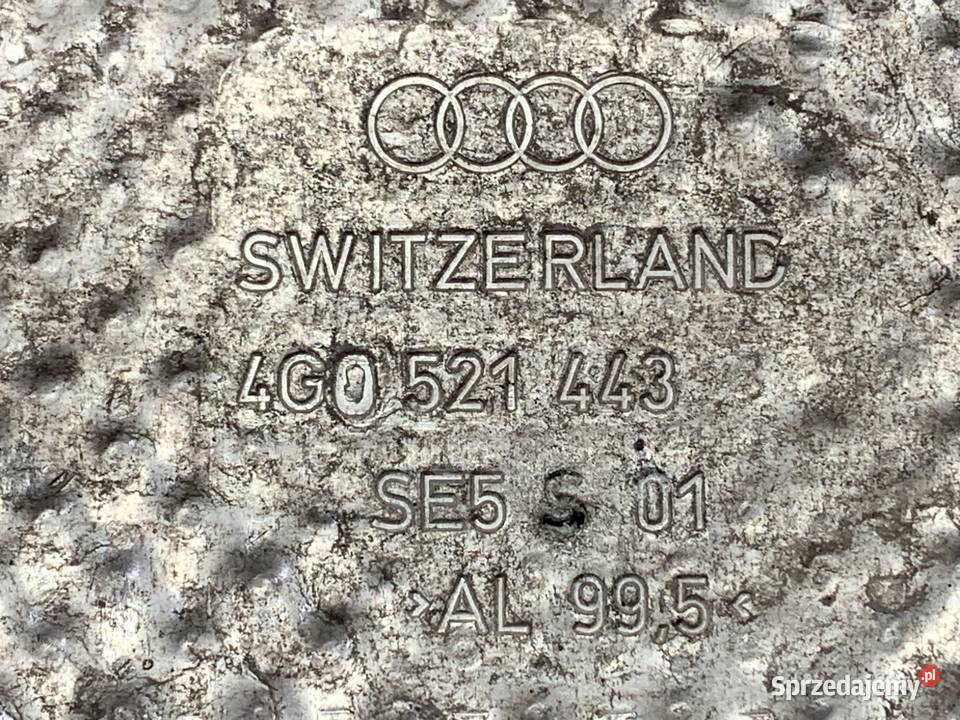 SWITZERLAND
4G0 521 443
SE5 S 01
>AL 99,5<
Sprzedajemy.pl